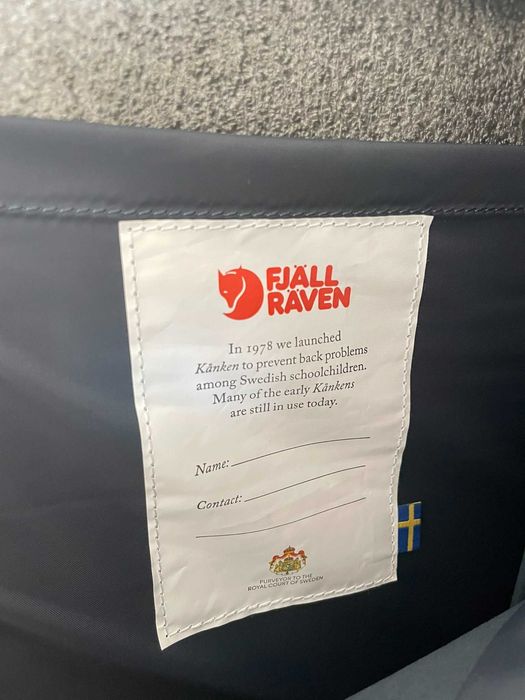 FJÄLL
RÄVEN
In 1978 we launched
Kånken to prevent back problems
among Swedish schoolchildren.
Many of the early Kånkens
are still in use today.
Name:
Contact:
PURVEYOR TO THE
ROYAL COURT OF SWEDEN